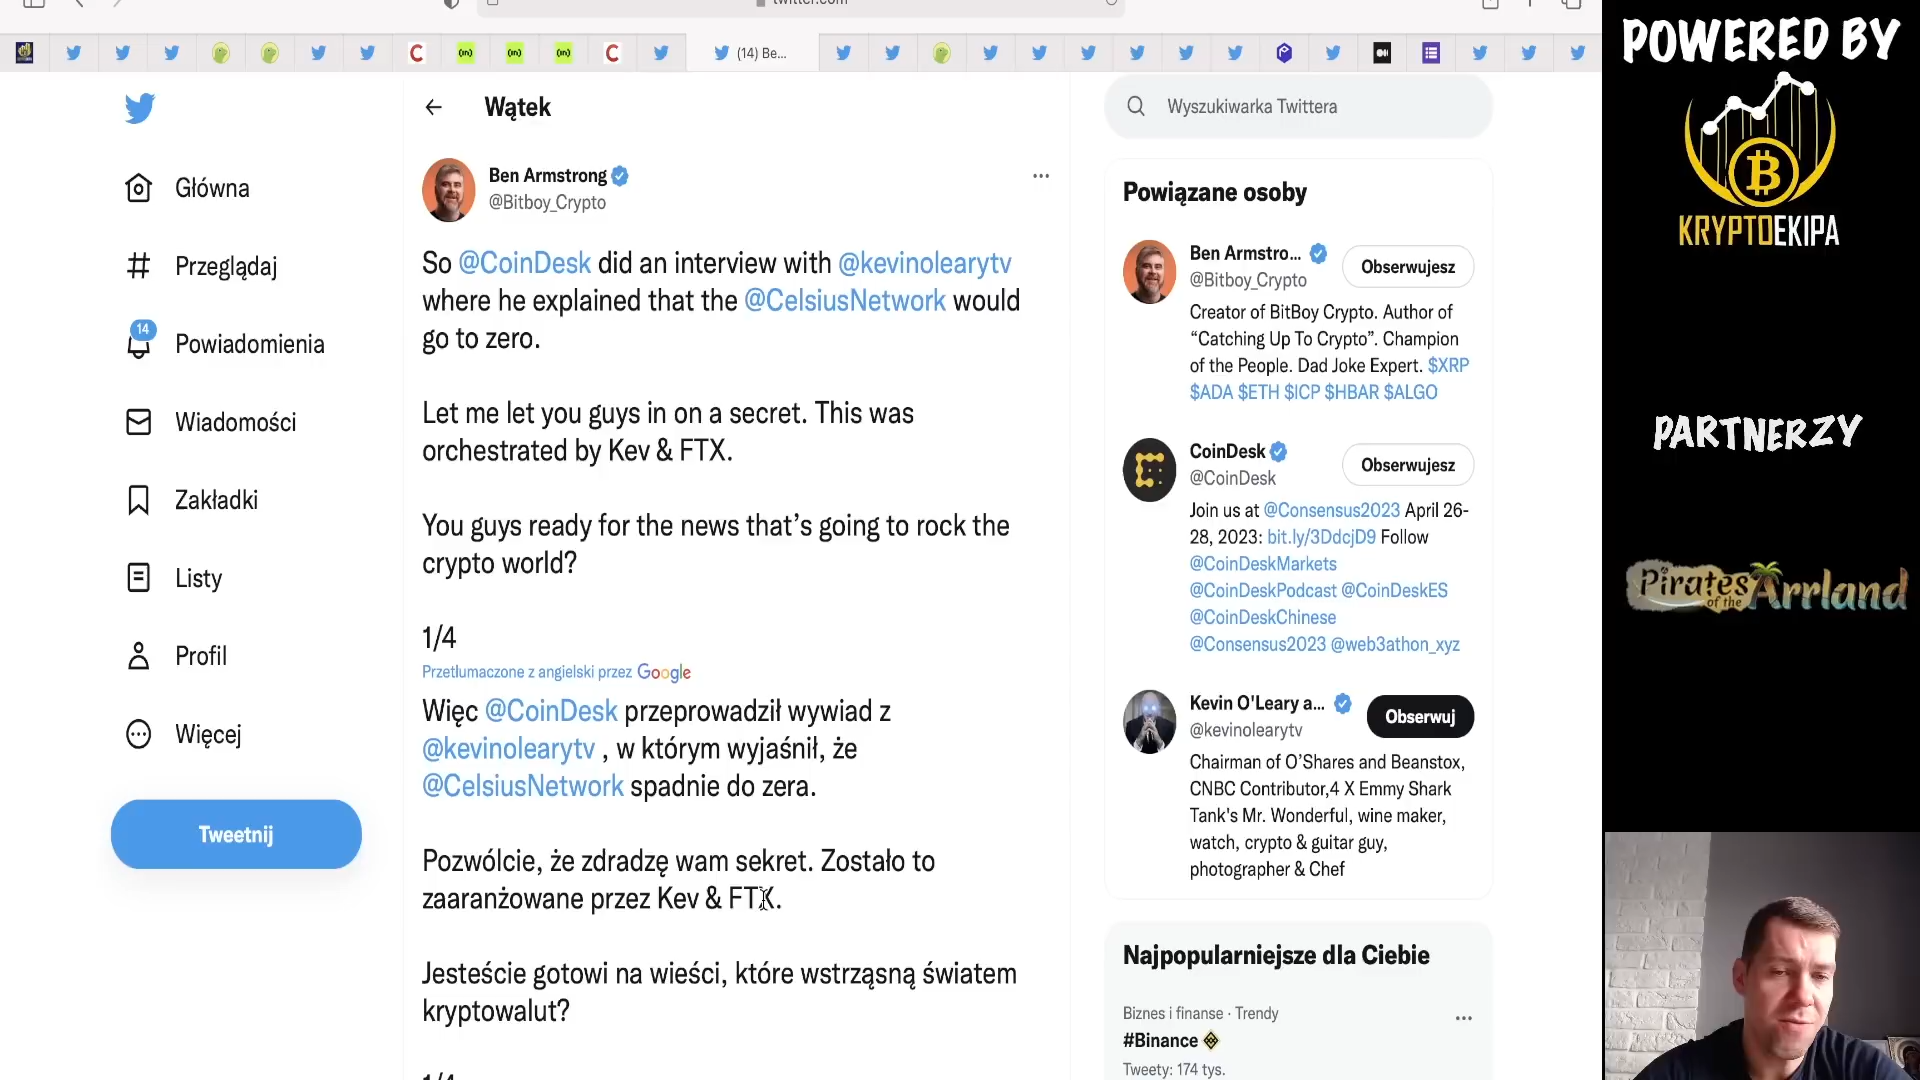 twitter.com
(14) Be...
Główna
Przeglądaj
14
Powiadomienia
Wiadomości
Zakładki
Listy
Profil
Więcej
Tweetnij
Wątek
Ben Armstrong
@Bitboy_Crypto
So @CoinDesk did an interview with @kevinolearytv
where he explained that the @CelsiusNetwork would
go to zero.
Let me let you guys in on a secret. This was
orchestrated by Kev & FTX.
You guys ready for the news that’s going to rock the
crypto world?
1/4
Przetłumaczone z angielski przez Google
Więc @CoinDesk przeprowadził wywiad z
@kevinolearytv , w którym wyjaśnił, że
@CelsiusNetwork spadnie do zera.
Pozwólcie, że zdradzę wam sekret. Zostało to
zaaranżowane przez Kev & FTX.
Jesteście gotowi na wieści, które wstrząsną światem
kryptowalut?
1/4
Wyszukiwarka Twittera
Powiązane osoby
Ben Armstro...
Obserwujesz
@Bitboy_Crypto
Creator of BitBoy Crypto. Author of
“Catching Up To Crypto”. Champion
of the People. Dad Joke Expert. $XRP
$ADA $ETH $ICP $HBAR $ALGO
CoinDesk
Obserwujesz
@CoinDesk
Join us at @Consensus2023 April 26-
28, 2023: bit.ly/3DdcjD9 Follow
@CoinDeskMarkets
@CoinDeskPodcast @CoinDeskES
@CoinDeskChinese
@Consensus2023 @web3athon_xyz
Kevin O'Leary a...
Obserwuj
@kevinolearytv
Chairman of O’Shares and Beanstox,
CNBC Contributor,4 X Emmy Shark
Tank's Mr. Wonderful, wine maker,
watch, crypto & guitar guy,
photographer & Chef
Najpopularniejsze dla Ciebie
Biznes i finanse · Trendy
#Binance
Tweety: 174 tys.
POWERED BY
KRYPTOEKIPA
PARTNERZY
Pirates of the Arrland